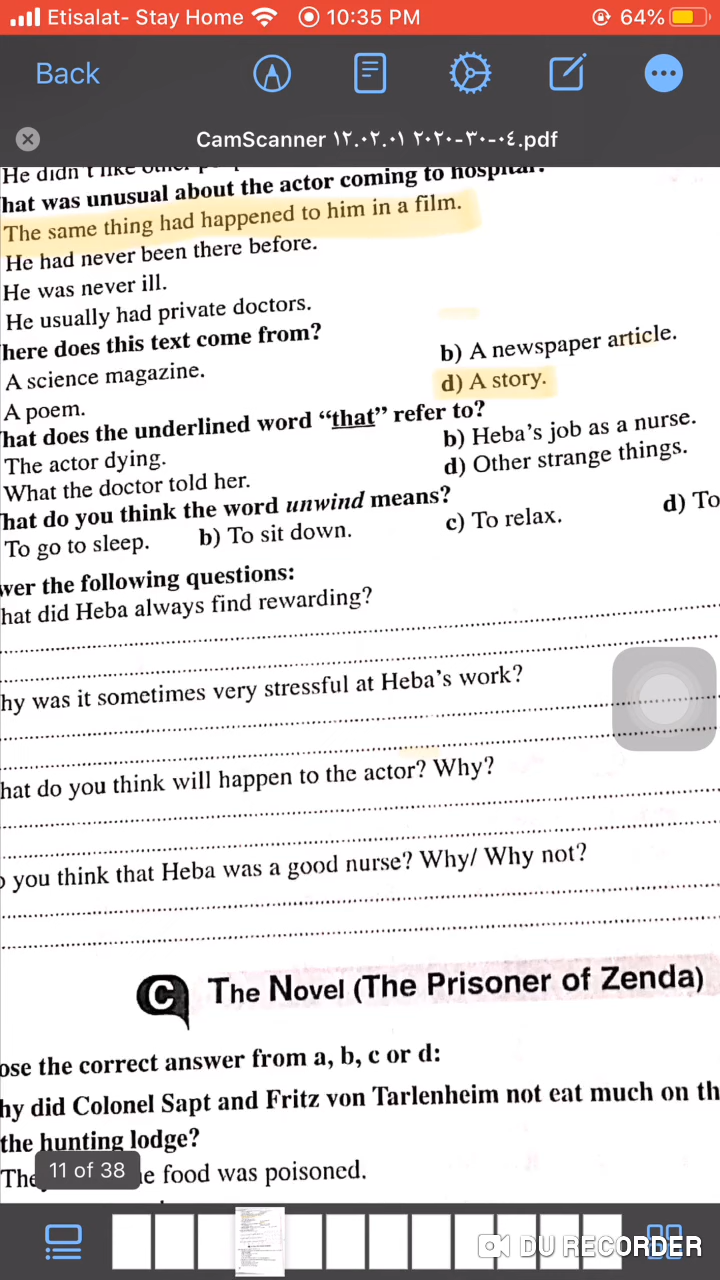 Etisalat- Stay Home 10:35 PM 64%
Back
CamScanner ١٢.٠٢.٠١ ٢٠٢٠-٣٠-٠٤.pdf
He didn't like other
hat was unusual about the actor coming to hospital?
The same thing had happened to him in a film.
He had never been there before.
He was never ill.
He usually had private doctors.
here does this text come from?
A science magazine. b) A newspaper article.
A poem. d) A story.
hat does the underlined word “that” refer to?
The actor dying. b) Heba's job as a nurse.
What the doctor told her. d) Other strange things.
hat do you think the word unwind means?
To go to sleep. b) To sit down. c) To relax. d) To
wer the following questions:
hat did Heba always find rewarding?
hy was it sometimes very stressful at Heba's work?
hat do you think will happen to the actor? Why?
o you think that Heba was a good nurse? Why/ Why not?
C The Novel (The Prisoner of Zenda)
ose the correct answer from a, b, c or d:
hy did Colonel Sapt and Fritz von Tarlenheim not eat much on th
the hunting lodge?
The e food was poisoned.
11 of 38
DU RECORDER